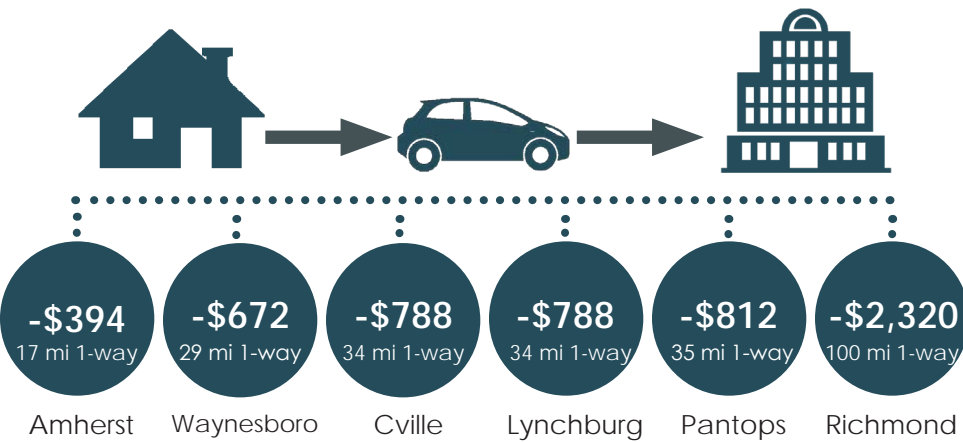 -$394
17 mi 1-way
Amherst
-$672
29 mi 1-way
Waynesboro
-$788
34 mi 1-way
Cville
-$788
34 mi 1-way
Lynchburg
-$812
35 mi 1-way
Pantops
-$2,320
100 mi 1-way
Richmond